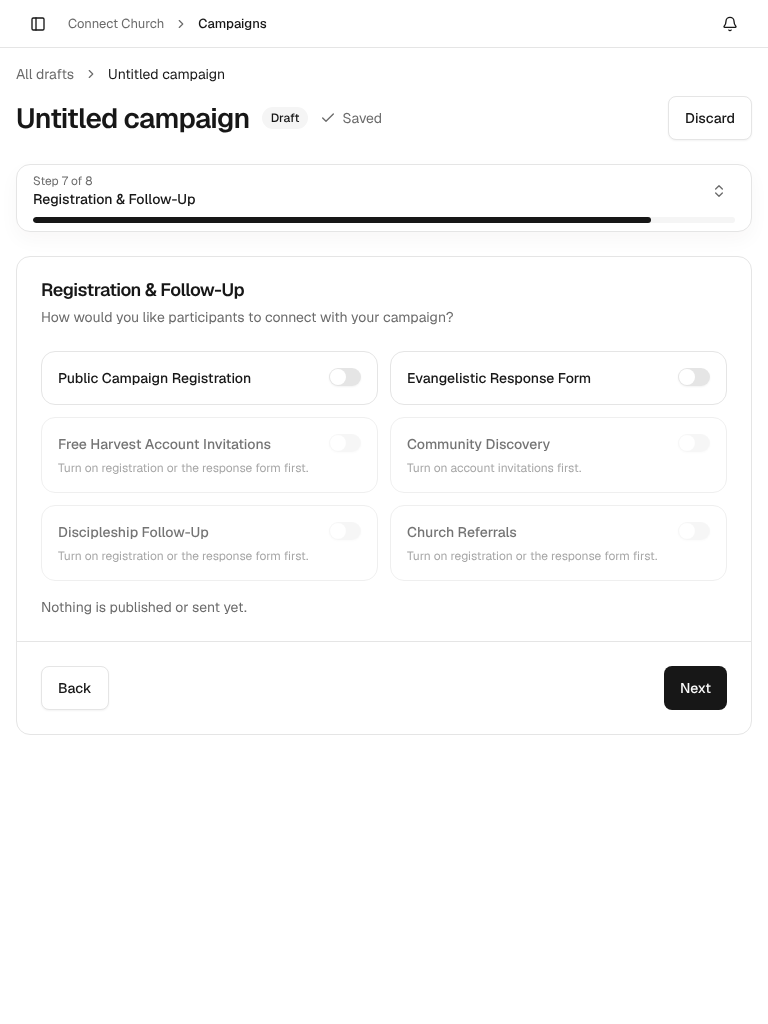 Connect Church > Campaigns
All drafts > Untitled campaign
Untitled campaign Draft Saved Discard
Step 7 of 8
Registration & Follow-Up
Registration & Follow-Up
How would you like participants to connect with your campaign?
Public Campaign Registration
Evangelistic Response Form
Free Harvest Account Invitations
Turn on registration or the response form first.
Community Discovery
Turn on account invitations first.
Discipleship Follow-Up
Turn on registration or the response form first.
Church Referrals
Turn on registration or the response form first.
Nothing is published or sent yet.
Back
Next